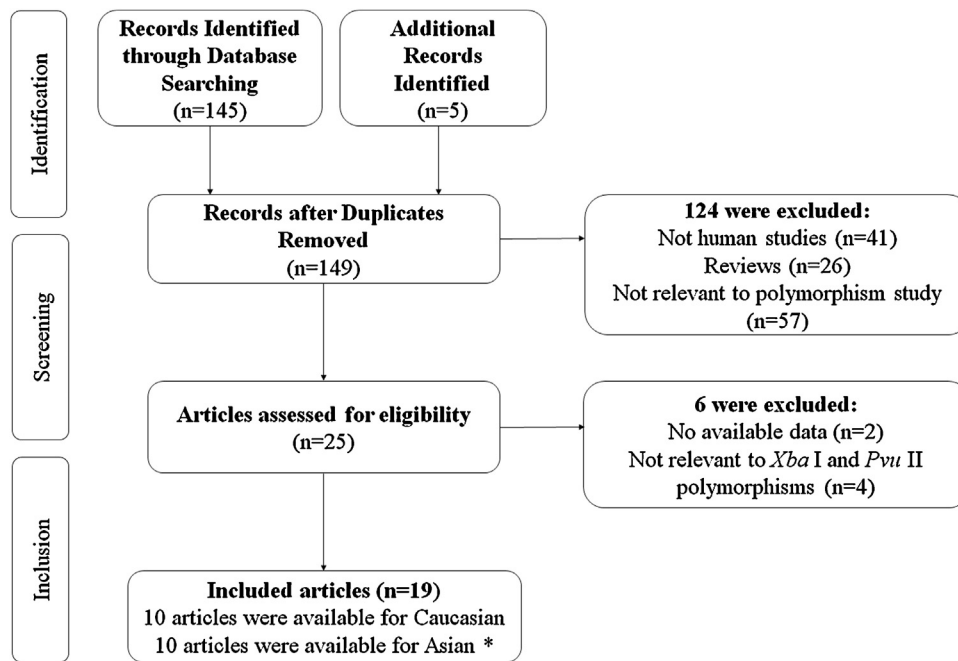 Identification
Records Identified
through Database
Searching
(n=145)
Additional
Records
Identified
(n=5)
Records after Duplicates
Removed
(n=149)
124 were excluded:
Not human studies (n=41)
Reviews (n=26)
Not relevant to polymorphism study
(n=57)
Screening
Articles assessed for eligibility
(n=25)
6 were excluded:
No available data (n=2)
Not relevant to Xba I and Pvu II
polymorphisms (n=4)
Inclusion
Included articles (n=19)
10 articles were available for Caucasian
10 articles were available for Asian *